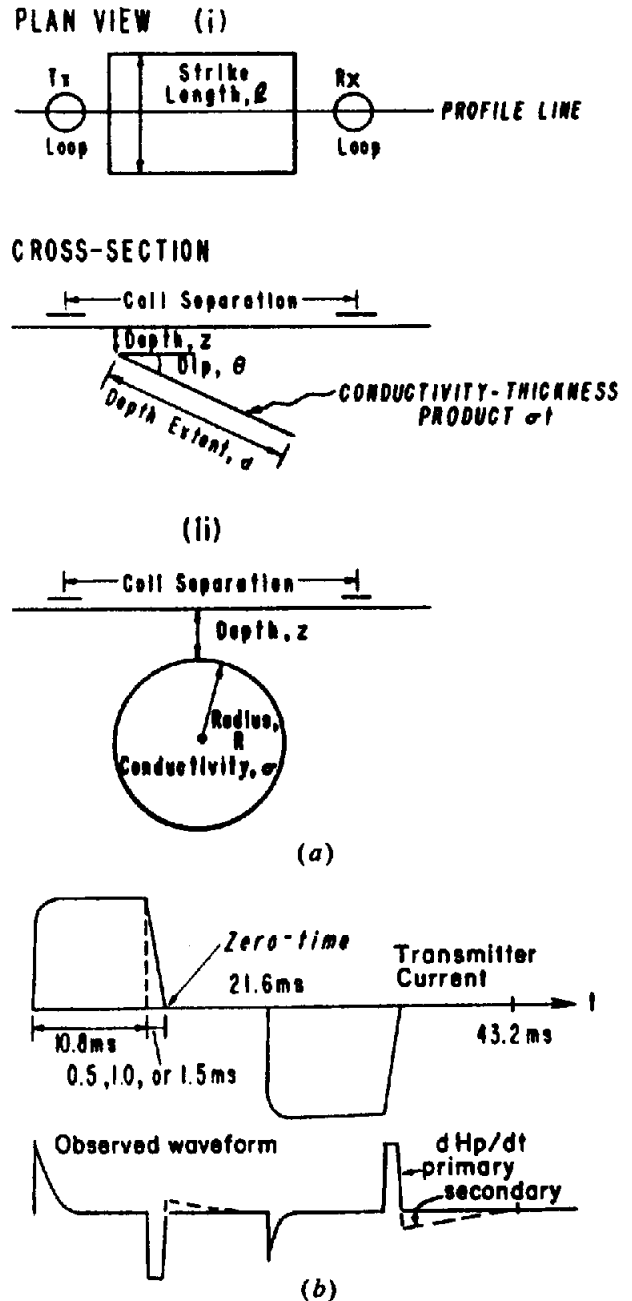 PLAN VIEW (i)
Tx
Strike
Rx
Length, ℓ
PROFILE LINE
Loop
Loop
CROSS-SECTION
Coil Separation
Depth, z
Dip, θ
CONDUCTIVITY-THICKNESS
PRODUCT σt
Depth Extent, d
(ii)
Coil Separation
Depth, z
Radius,
R
Conductivity, σ
(a)
Zero-time
Transmitter
21.6ms
Current
t
10.8ms
43.2ms
0.5, 1.0, or 1.5ms
Observed waveform
dHp/dt
primary
secondary
(b)